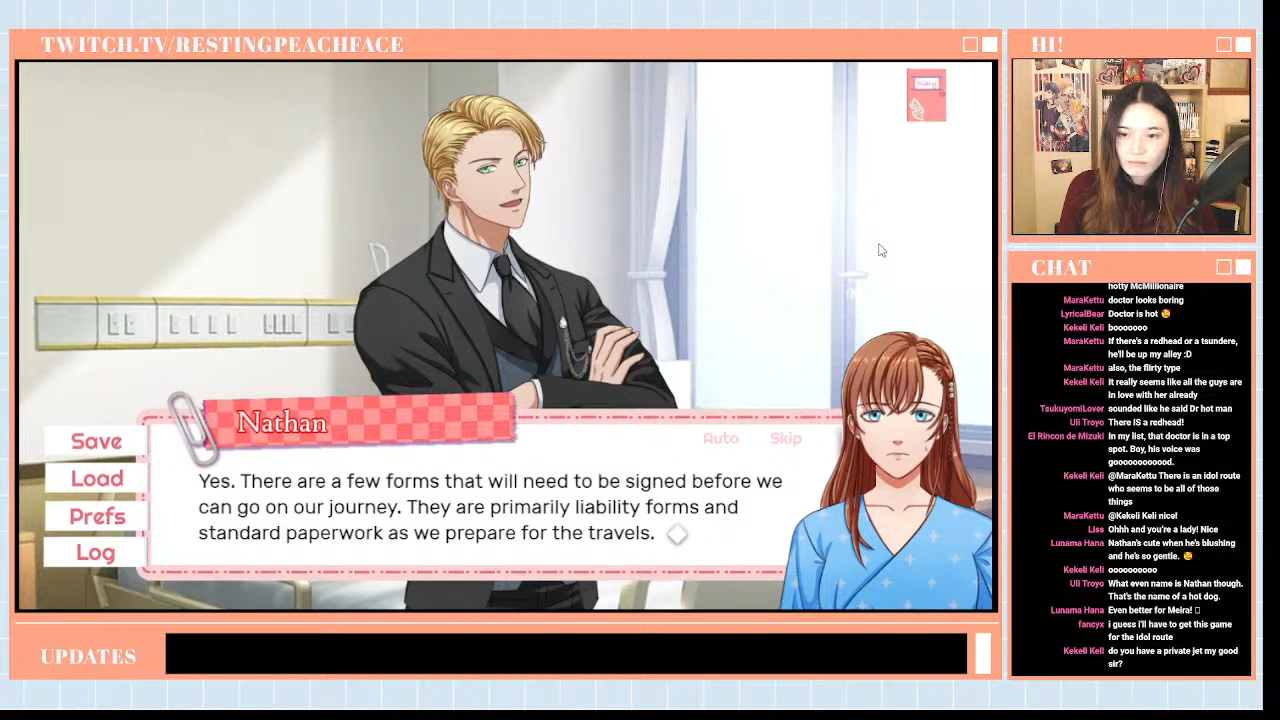 TWITCH.TV/RESTINGPEACHFACE
HI!
Diary
Nathan
Auto
Skip
Save
Load
Prefs
Log
Yes. There are a few forms that will need to be signed before we
can go on our journey. They are primarily liability forms and
standard paperwork as we prepare for the travels.
UPDATES
CHAT
hotty McMillionaire
MaraKettu doctor looks boring
LyricalBear Doctor is hot 🥰
Kekeli Keli booooooo
MaraKettu If there's a redhead or a tsundere,
he'll be up my alley :D
MaraKettu also, the flirty type
Kekeli Keli It really seems like all the guys are
in love with her already
TsukuyomiLover sounded like he said Dr hot man
Uli Troyo There IS a redhead!
El Rincon de Mizuki In my list, that doctor is in a top
spot. Boy, his voice was
goooooooooood.
Kekeli Keli @MaraKettu There is an idol route
who seems to be all of those
things
MaraKettu @Kekeli Keli nice!
Liss Ohhh and you're a lady! Nice
Lunama Hana Nathan's cute when he's blushing
and he's so gentle. 🥰
Kekeli Keli oooooooooo
Uli Troyo What even name is Nathan though.
That's the name of a hot dog.
Lunama Hana Even better for Meira!
fancyx i guess i'll have to get this game
for the idol route
Kekeli Keli do you have a private jet my good
sir?